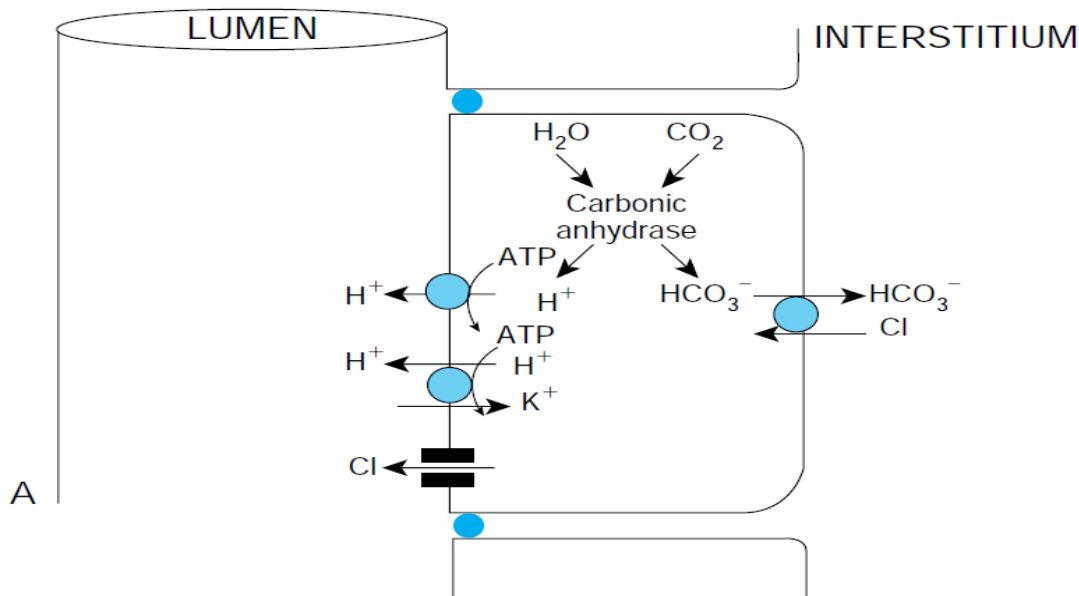 LUMEN
INTERSTITIUM
H₂O CO₂
Carbonic
anhydrase
ATP
H⁺ H⁺ HCO₃⁻ HCO₃⁻
Cl
ATP
H⁺ H⁺
K⁺
Cl
A